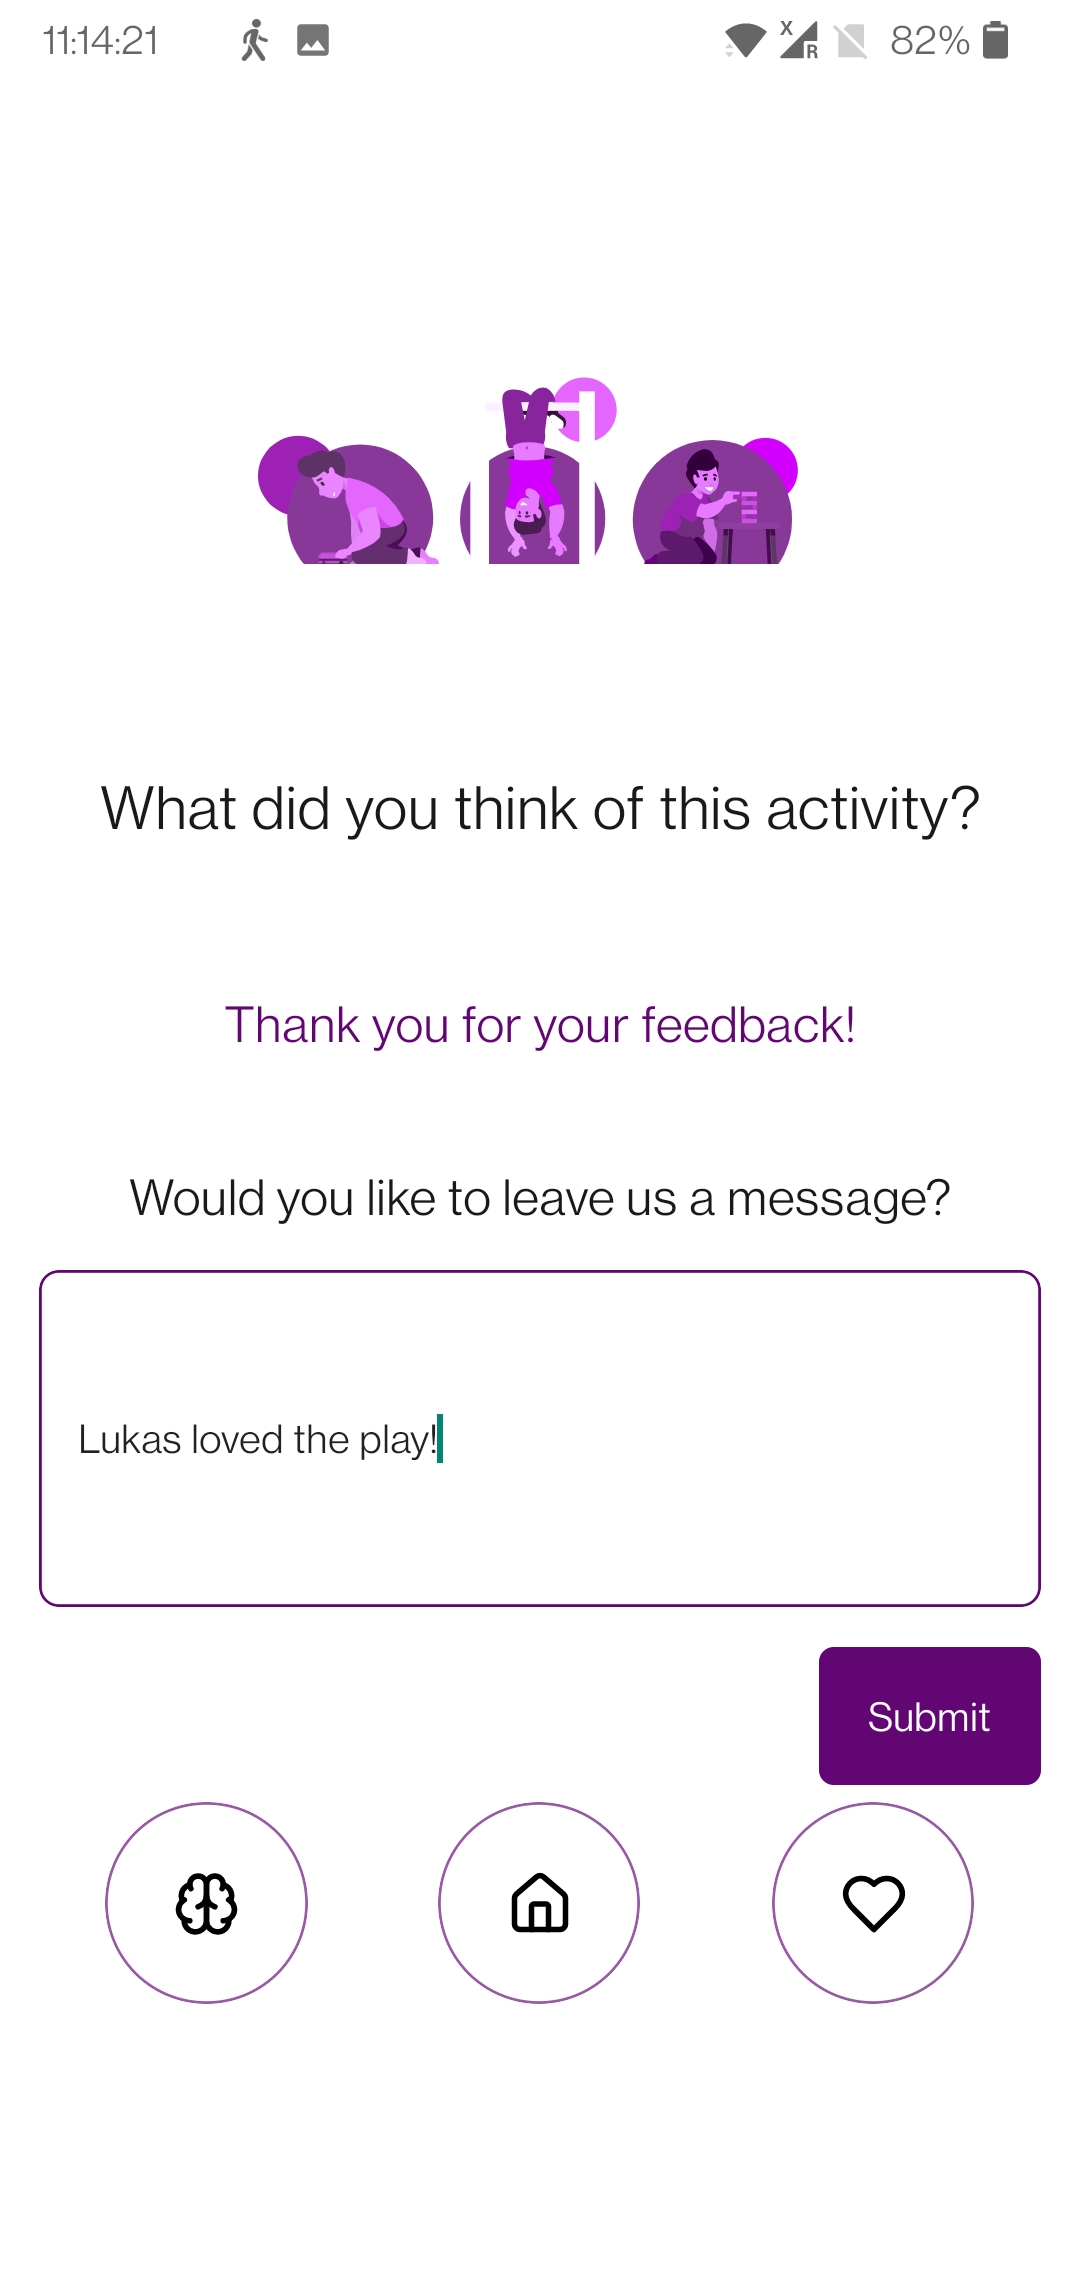 11:14:21
X
R
82%
What did you think of this activity?
Thank you for your feedback!
Would you like to leave us a message?
Lukas loved the play!
Submit